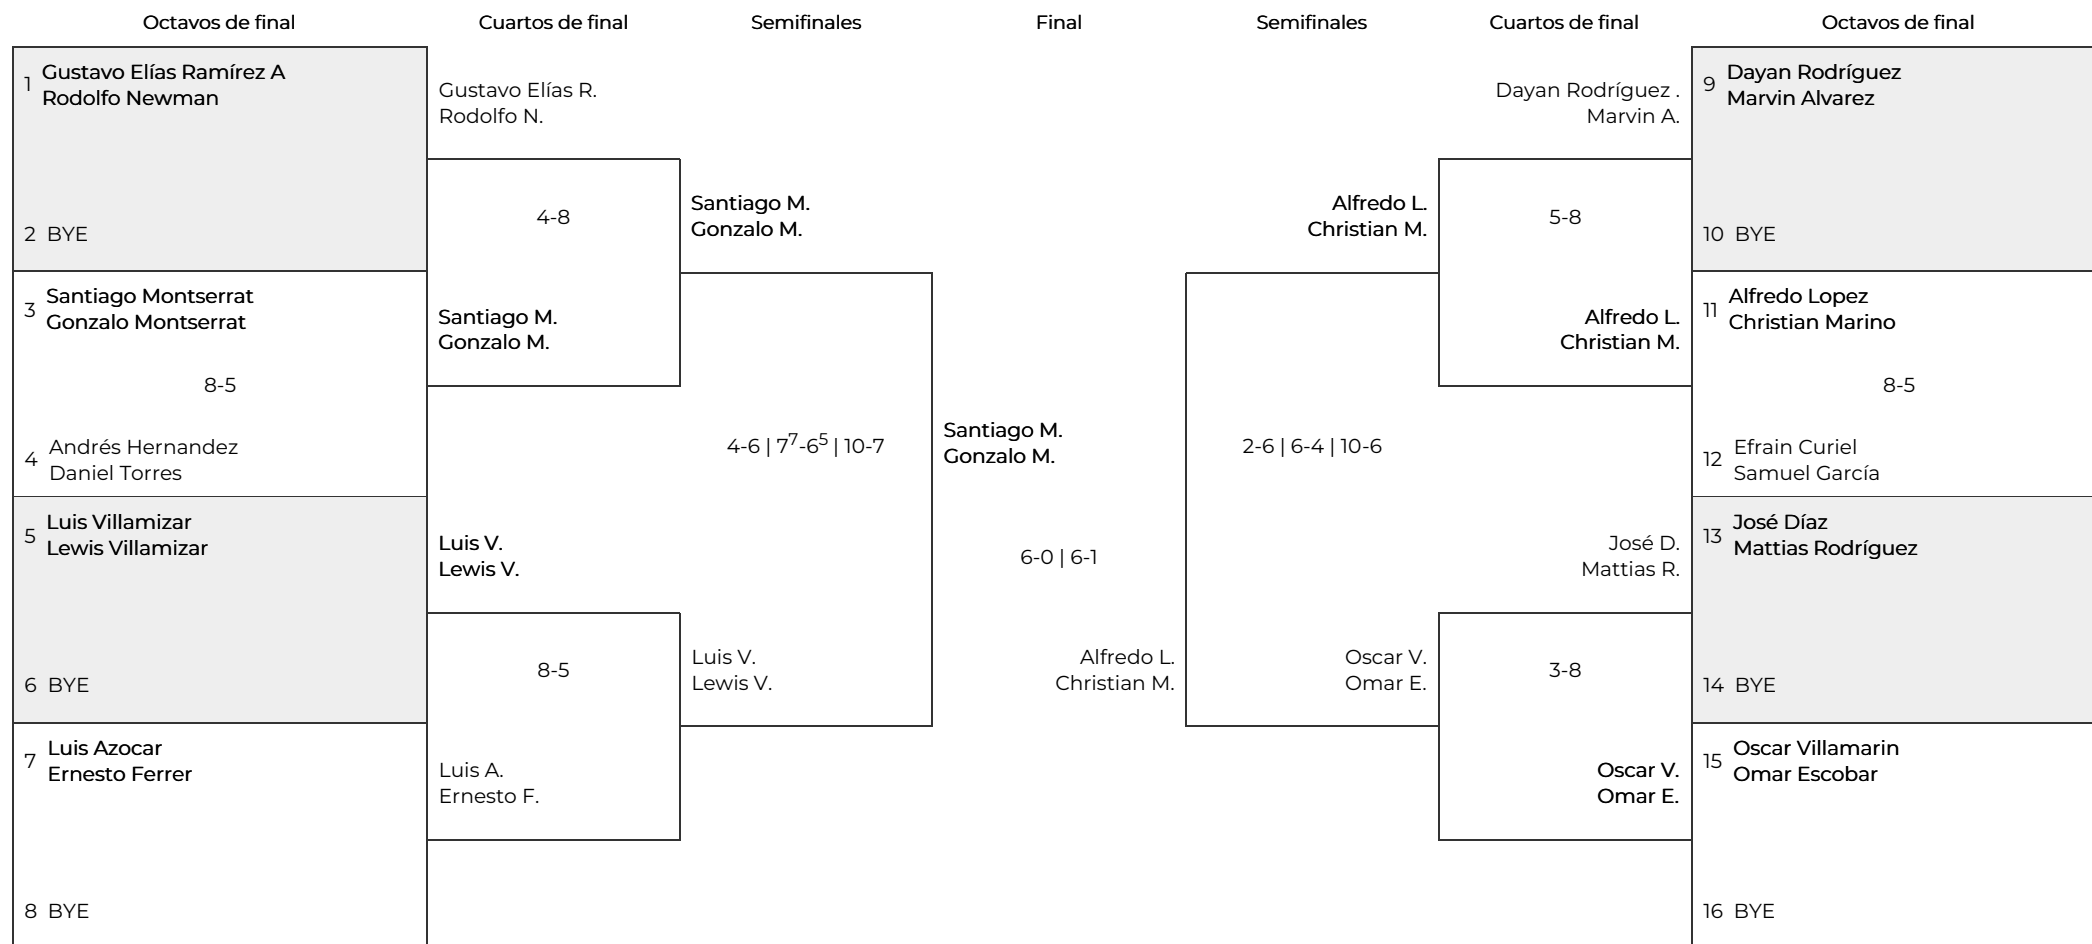 Octavos de final
Cuartos de final
Semifinales
Final
Semifinales
Cuartos de final
Octavos de final
1 Gustavo Elías Ramírez A
Rodolfo Newman
2 BYE
3 Santiago Montserrat
Gonzalo Montserrat
8-5
4 Andrés Hernandez
Daniel Torres
5 Luis Villamizar
Lewis Villamizar
6 BYE
7 Luis Azocar
Ernesto Ferrer
8 BYE
Gustavo Elías R.
Rodolfo N.
4-8
Santiago M.
Gonzalo M.
Luis V.
Lewis V.
8-5
Luis A.
Ernesto F.
Santiago M.
Gonzalo M.
4-6 | 7⁷-6⁵ | 10-7
Luis V.
Lewis V.
Santiago M.
Gonzalo M.
6-0 | 6-1
Alfredo L.
Christian M.
Alfredo L.
Christian M.
2-6 | 6-4 | 10-6
Oscar V.
Omar E.
Dayan Rodríguez .
Marvin A.
5-8
Alfredo L.
Christian M.
José D.
Mattias R.
3-8
Oscar V.
Omar E.
9 Dayan Rodríguez
Marvin Alvarez
10 BYE
11 Alfredo Lopez
Christian Marino
8-5
12 Efrain Curiel
Samuel García
13 José Díaz
Mattias Rodríguez
14 BYE
15 Oscar Villamarin
Omar Escobar
16 BYE